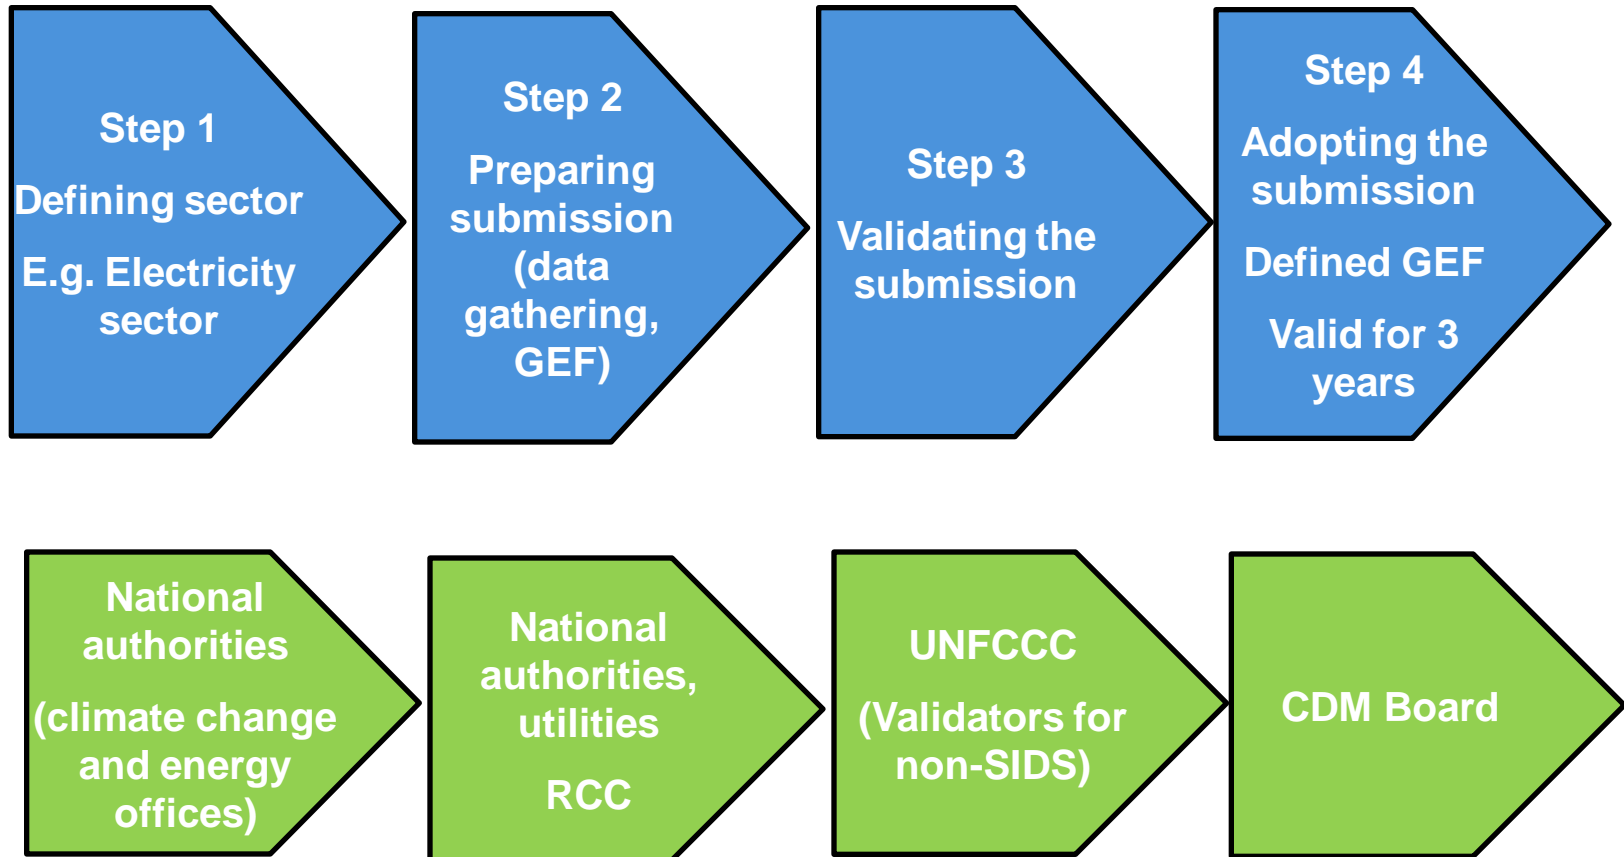 Step 1
Defining sector
E.g. Electricity
sector
Step 2
Preparing
submission
(data
gathering,
GEF)
Step 3
Validating the
submission
Step 4
Adopting the
submission
Defined GEF
Valid for 3
years
National
authorities
(climate change
and energy
offices)
National
authorities,
utilities
RCC
UNFCCC
(Validators for
non-SIDS)
CDM Board